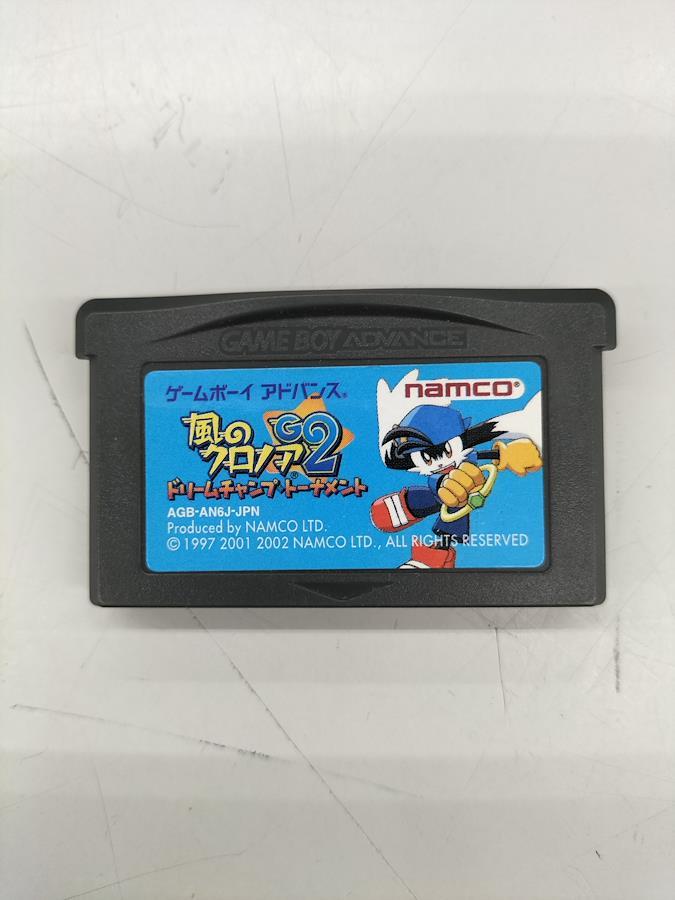 GAME BOY ADVANCE
ゲームボーイ アドバンス®
namco®
風の
クロノア G2
ドリームチャンプ・トーナメント
AGB-AN6J-JPN
Produced by NAMCO LTD.
© 1997 2001 2002 NAMCO LTD., ALL RIGHTS RESERVED